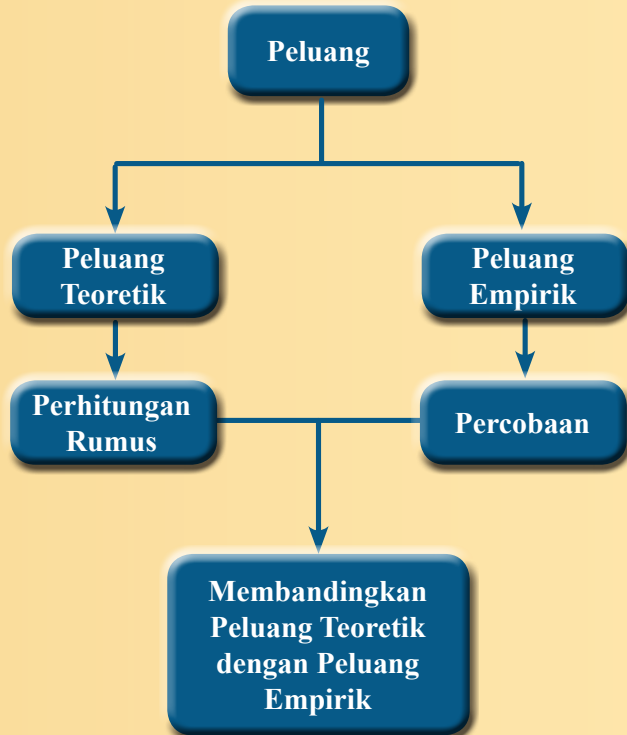 Peluang
Peluang
Teoretik
Peluang
Empirik
Perhitungan
Rumus
Percobaan
Membandingkan
Peluang Teoretik
dengan Peluang
Empirik